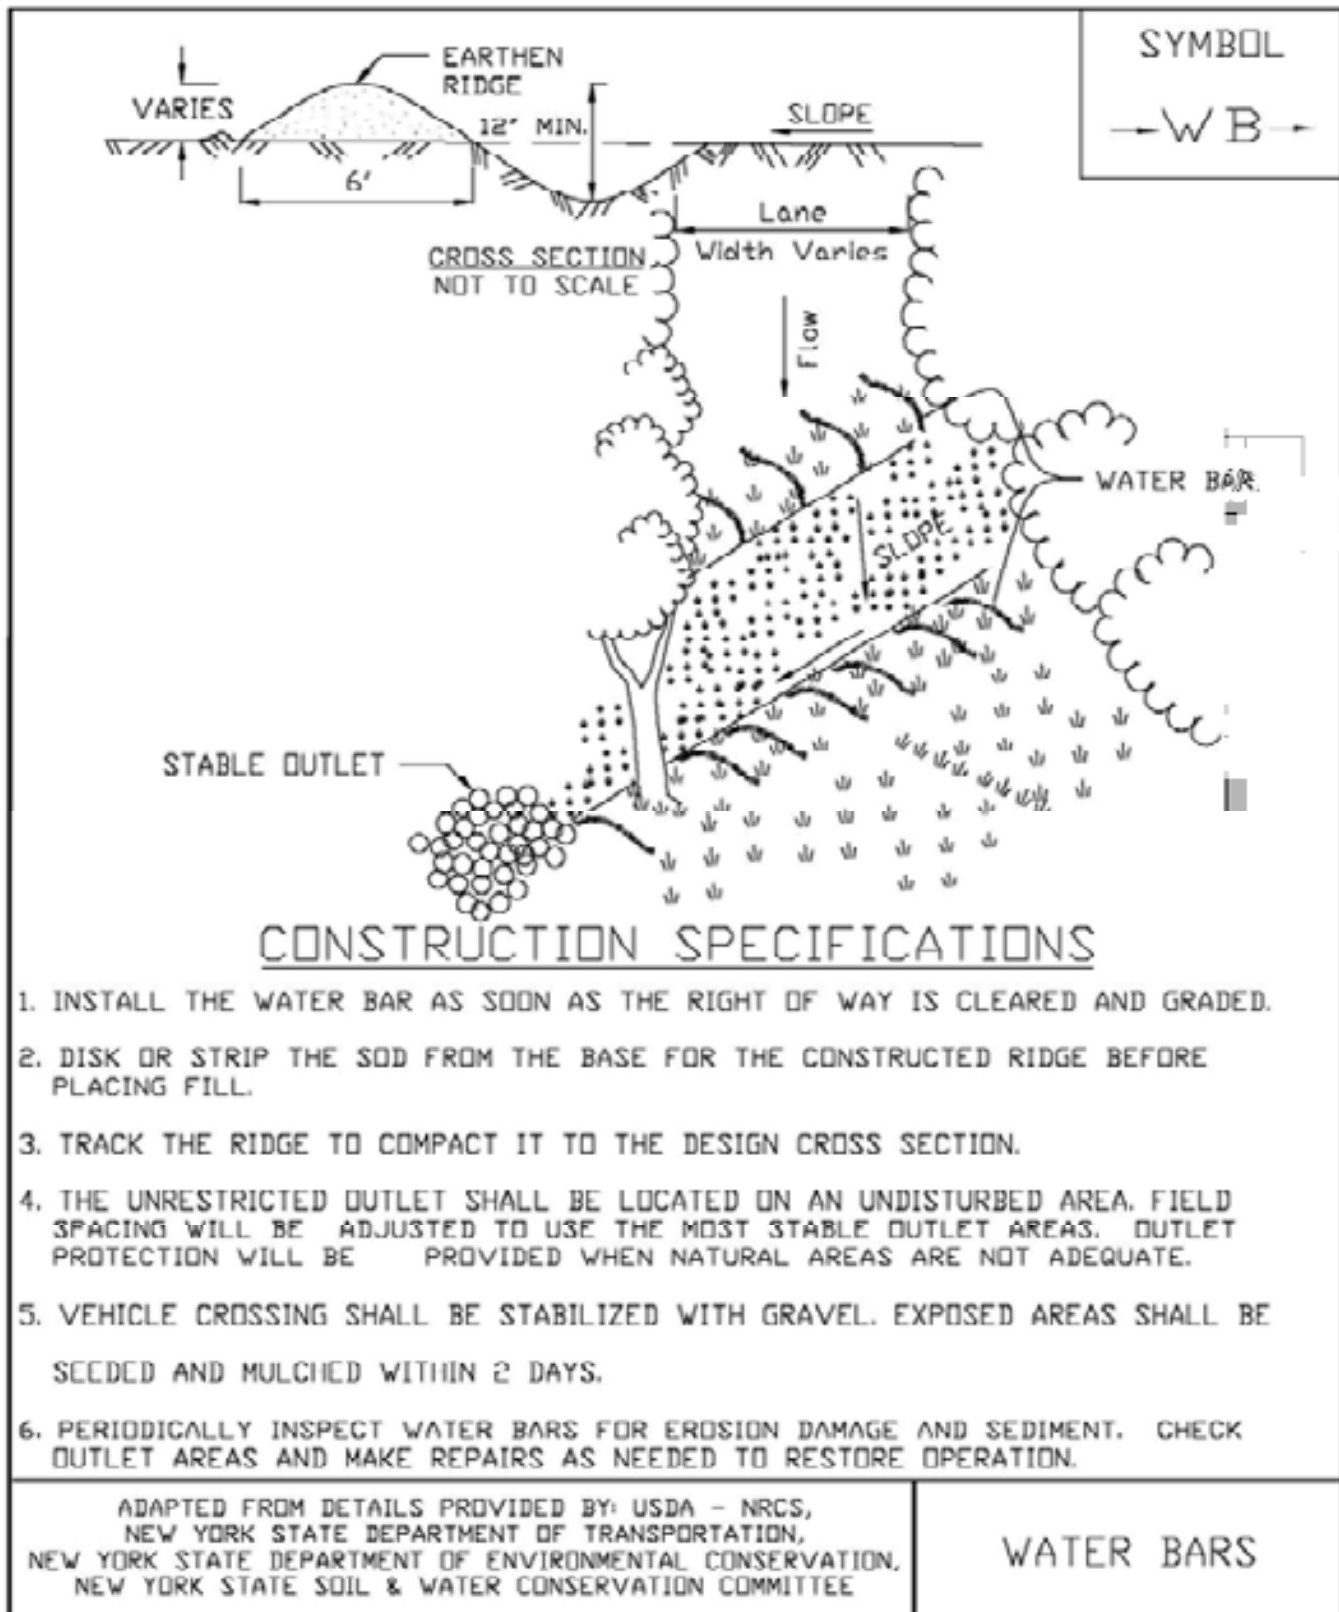 EARTHEN
RIDGE
VARIES
12" MIN.
SLOPE
6'
SYMBOL
W B
Lane
Width Varies
CROSS SECTION
NOT TO SCALE
Flow
WATER BAR
SLOPE
STABLE OUTLET
CONSTRUCTION SPECIFICATIONS
1. INSTALL THE WATER BAR AS SOON AS THE RIGHT OF WAY IS CLEARED AND GRADED.
2. DISK OR STRIP THE SOD FROM THE BASE FOR THE CONSTRUCTED RIDGE BEFORE
PLACING FILL.
3. TRACK THE RIDGE TO COMPACT IT TO THE DESIGN CROSS SECTION.
4. THE UNRESTRICTED OUTLET SHALL BE LOCATED ON AN UNDISTURBED AREA. FIELD
SPACING WILL BE ADJUSTED TO USE THE MOST STABLE OUTLET AREAS. OUTLET
PROTECTION WILL BE PROVIDED WHEN NATURAL AREAS ARE NOT ADEQUATE.
5. VEHICLE CROSSING SHALL BE STABILIZED WITH GRAVEL. EXPOSED AREAS SHALL BE
SEEDED AND MULCHED WITHIN 2 DAYS.
6. PERIODICALLY INSPECT WATER BARS FOR EROSION DAMAGE AND SEDIMENT. CHECK
OUTLET AREAS AND MAKE REPAIRS AS NEEDED TO RESTORE OPERATION.
ADAPTED FROM DETAILS PROVIDED BY: USDA - NRCS,
NEW YORK STATE DEPARTMENT OF TRANSPORTATION,
NEW YORK STATE DEPARTMENT OF ENVIRONMENTAL CONSERVATION,
NEW YORK STATE SOIL & WATER CONSERVATION COMMITTEE
WATER BARS